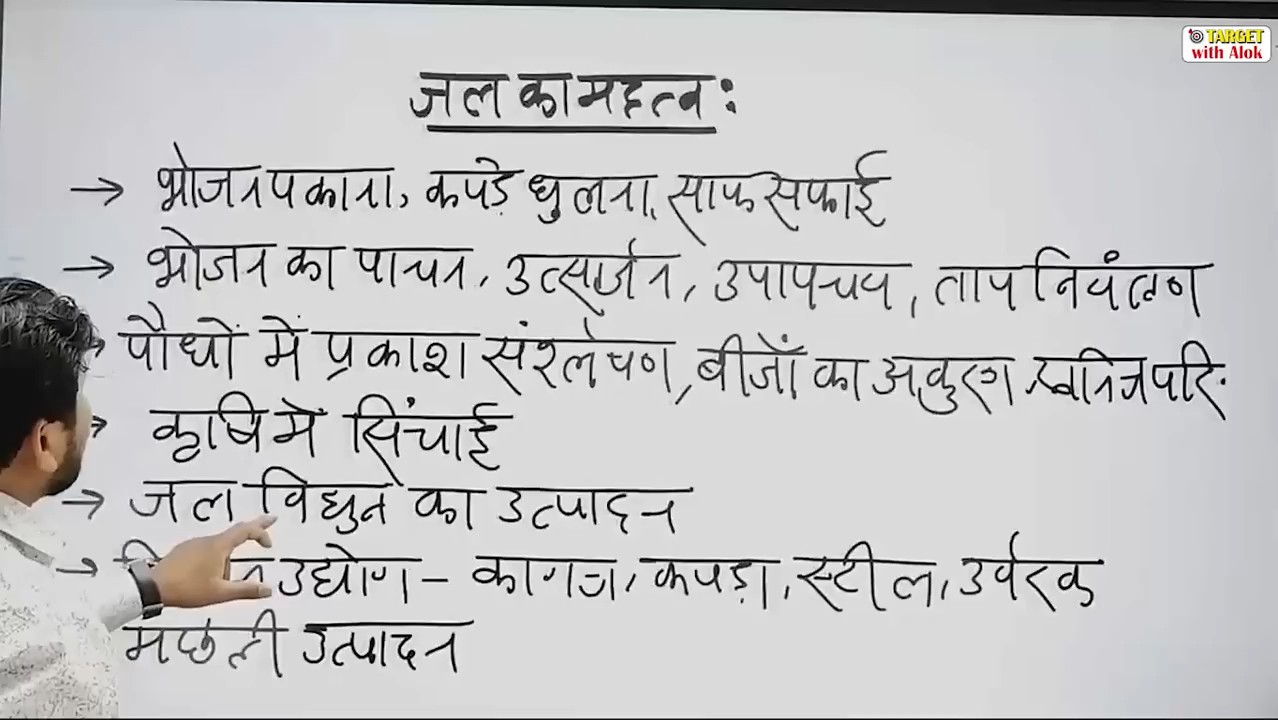 TARGET
with Alok
जल का महत्व :
→ भोजन पकाना, कपड़े धुलना, साफ सफाई
→ भोजन का पाचन, उत्सर्जन, उपापचय, ताप नियंत्रण
→ पौधों में प्रकाश संश्लेषण, बीजों का अंकुरण, खनिज परि.
→ कृषि में सिंचाई
→ जल विद्युत का उत्पादन
→ उद्योग – कागज, कपड़ा, स्टील, उर्वरक
मछली उत्पादन